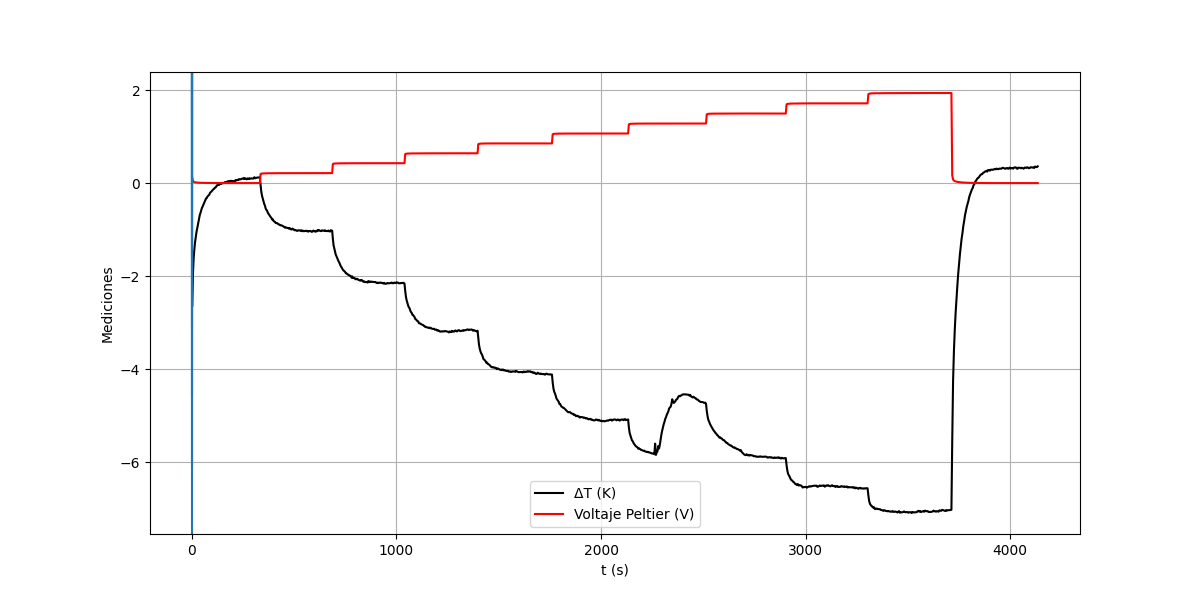 2
0
−2
−4
−6
Mediciones
ΔT (K)
Voltaje Peltier (V)
0
1000
2000
3000
4000
t (s)